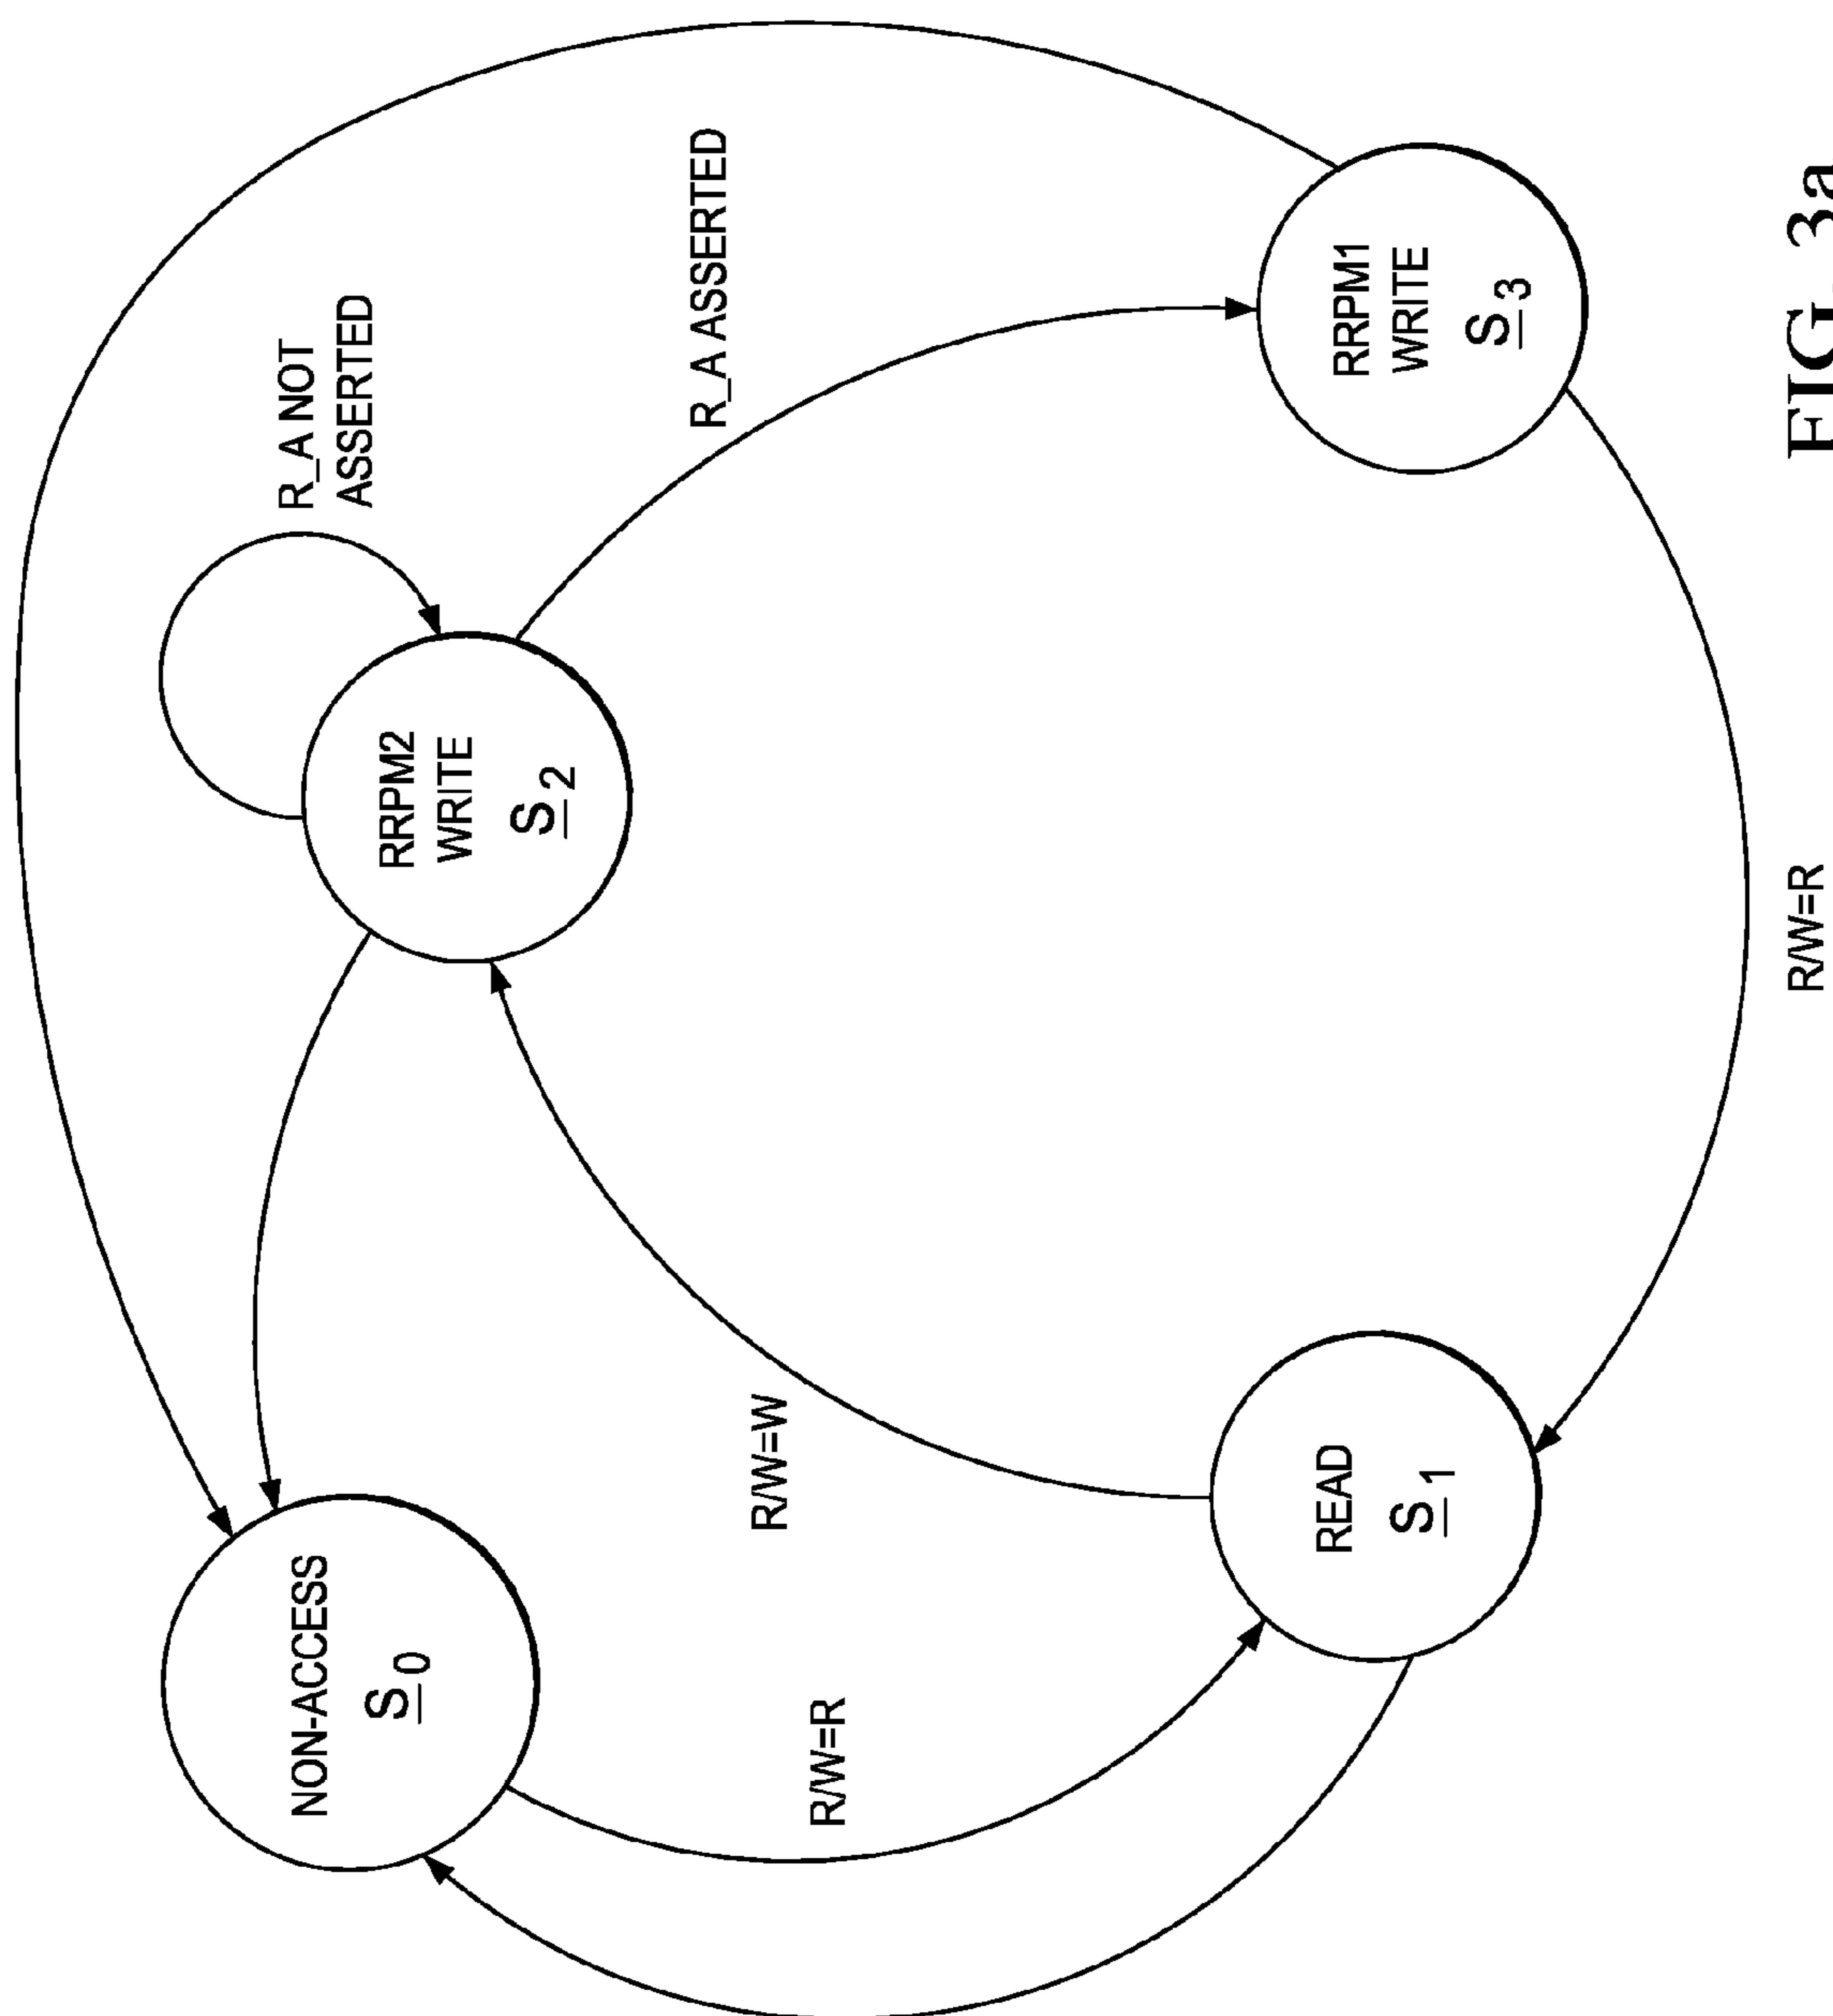 NON-ACCESS
S_0
R/W=R
R/W=W
READ
S_1
RRPM2
WRITE
S_2
R_A NOT
ASSERTED
R_A ASSERTED
RRPM1
WRITE
S_3
R/W=R
FIG. 3a